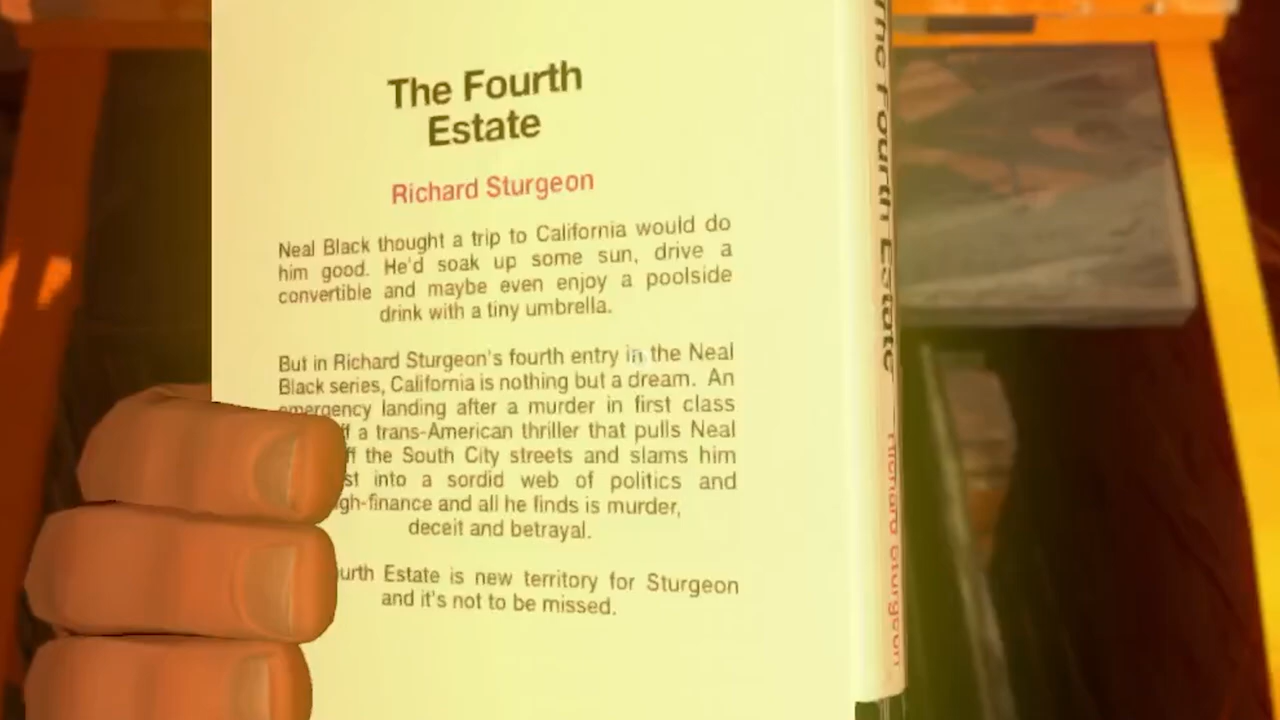 The Fourth
Estate
Richard Sturgeon
Neal Black thought a trip to California would do
him good. He'd soak up some sun, drive a
convertible and maybe even enjoy a poolside
drink with a tiny umbrella.
But in Richard Sturgeon's fourth entry in the Neal
Black series, California is nothing but a dream. An
emergency landing after a murder in first class
a trans-American thriller that pulls Neal
the South City streets and slams him
into a sordid web of politics and
and all he finds is murder,
deceit and betrayal.
Estate is new territory for Sturgeon
and it's not to be missed.
The Fourth Estate
Richard Sturgeon